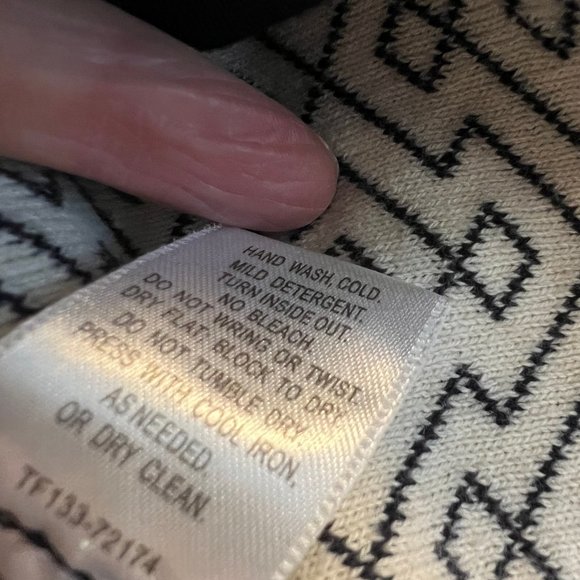 HAND WASH, COLD.
MILD DETERGENT.
TURN INSIDE OUT.
NO BLEACH.
DO NOT WRING OR TWIST.
DRY FLAT: BLOCK TO DRY.
DO NOT TUMBLE DRY.
PRESS WITH COOL IRON.
AS NEEDED
OR DRY CLEAN.
TF133-72174